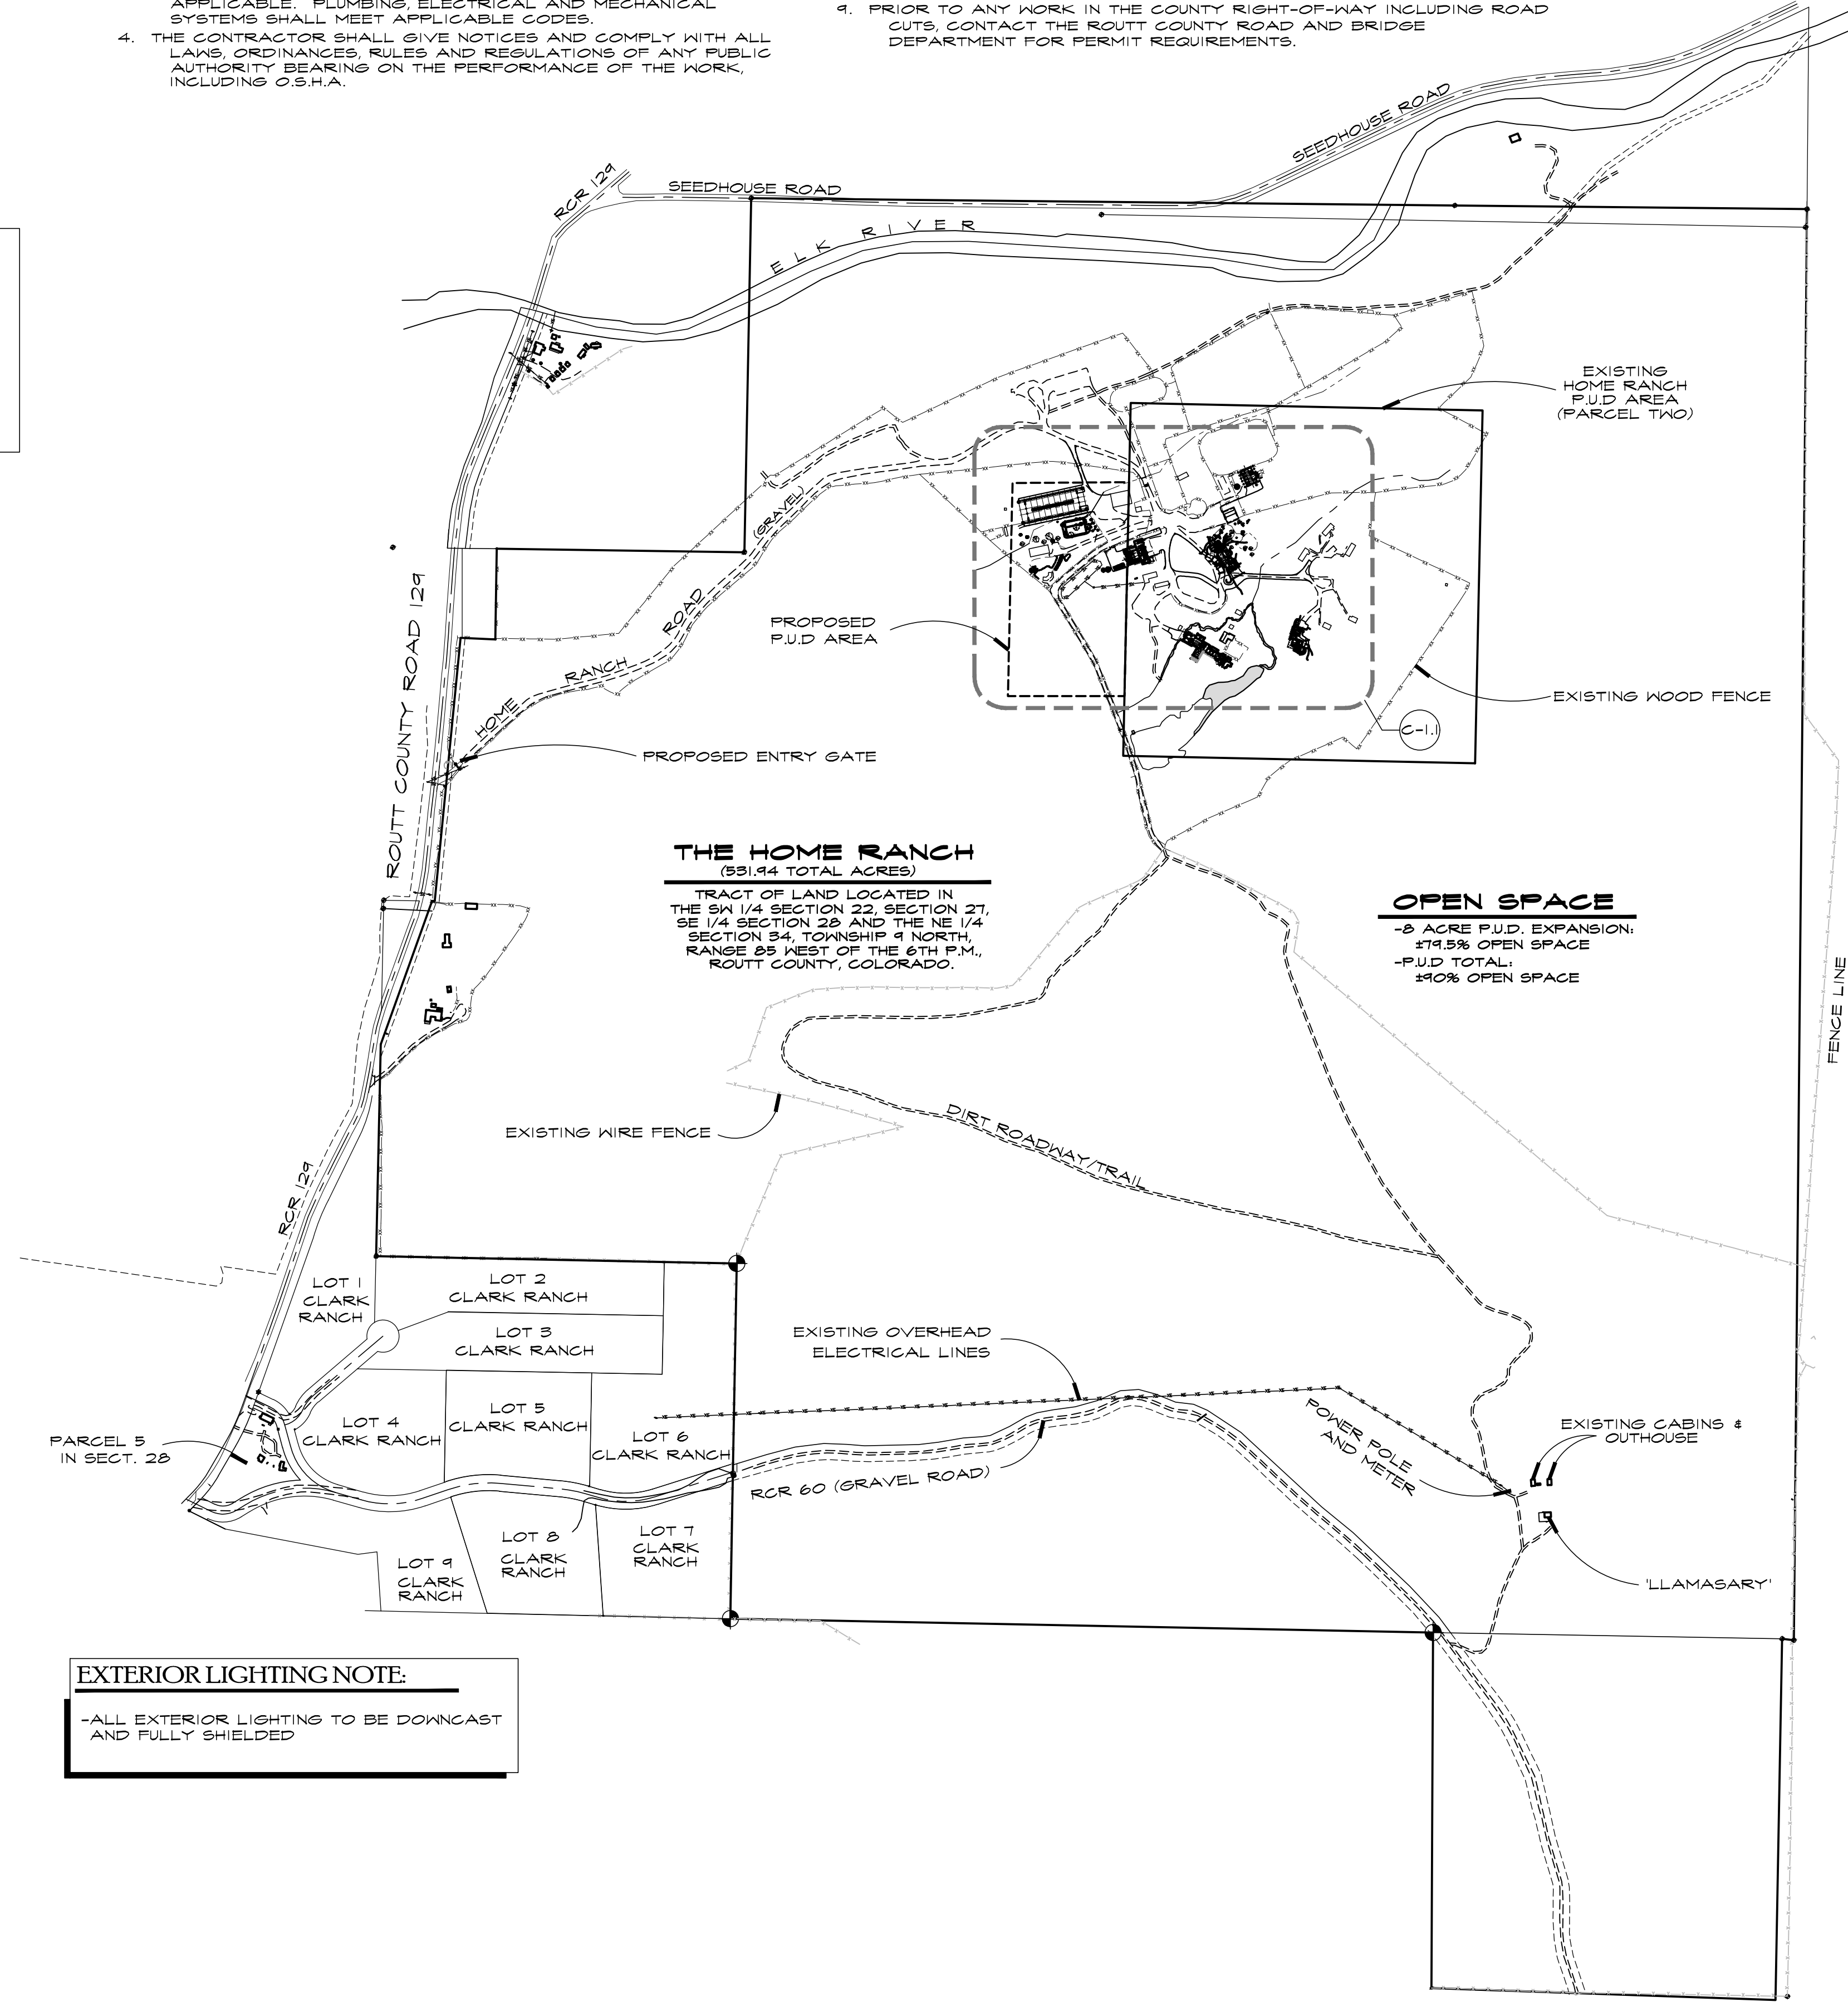 APPLICABLE. PLUMBING, ELECTRICAL AND MECHANICAL
SYSTEMS SHALL MEET APPLICABLE CODES.
4. THE CONTRACTOR SHALL GIVE NOTICES AND COMPLY WITH ALL
LAWS, ORDINANCES, RULES AND REGULATIONS OF ANY PUBLIC
AUTHORITY BEARING ON THE PERFORMANCE OF THE WORK,
INCLUDING O.S.H.A.
9. PRIOR TO ANY WORK IN THE COUNTY RIGHT-OF-WAY INCLUDING ROAD
CUTS, CONTACT THE ROUTT COUNTY ROAD AND BRIDGE
DEPARTMENT FOR PERMIT REQUIREMENTS.
SEEDHOUSE ROAD
RCR 129
SEEDHOUSE ROAD
ELK RIVER
EXISTING
HOME RANCH
P.U.D AREA
(PARCEL TWO)
(GRAVEL)
ROAD
RANCH
HOME
PROPOSED
P.U.D AREA
ROUTT COUNTY ROAD 129
EXISTING WOOD FENCE
C-1.1
PROPOSED ENTRY GATE
THE HOME RANCH
(531.94 TOTAL ACRES)
TRACT OF LAND LOCATED IN
THE SW 1/4 SECTION 22, SECTION 27,
SE 1/4 SECTION 28 AND THE NE 1/4
SECTION 34, TOWNSHIP 9 NORTH,
RANGE 85 WEST OF THE 6TH P.M.,
ROUTT COUNTY, COLORADO.
OPEN SPACE
-8 ACRE P.U.D. EXPANSION:
±79.5% OPEN SPACE
-P.U.D TOTAL:
±90% OPEN SPACE
FENCE LINE
EXISTING WIRE FENCE
DIRT ROADWAY/TRAIL
RCR 129
LOT 1
CLARK
RANCH
LOT 2
CLARK RANCH
LOT 3
CLARK RANCH
EXISTING OVERHEAD
ELECTRICAL LINES
LOT 4
CLARK RANCH
LOT 5
CLARK RANCH
LOT 6
CLARK RANCH
PARCEL 5
IN SECT. 28
RCR 60 (GRAVEL ROAD)
POWER POLE
AND METER
EXISTING CABINS &
OUTHOUSE
LOT 7
CLARK
RANCH
LOT 8
CLARK
RANCH
LOT 9
CLARK
RANCH
'LLAMASARY'
EXTERIOR LIGHTING NOTE:
-ALL EXTERIOR LIGHTING TO BE DOWNCAST
AND FULLY SHIELDED